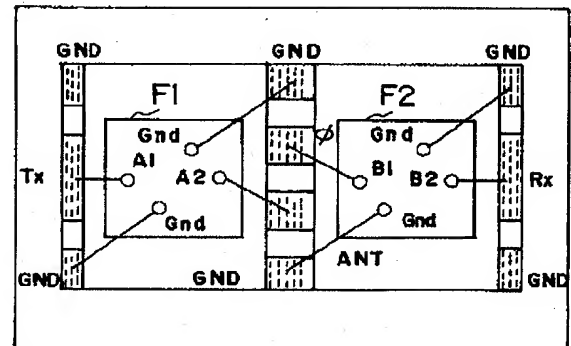 GND GND GND
F1 F2
Gnd ϕ Gnd
Tx A1 A2 B1 B2 Rx
Gnd Gnd
ANT
GND GND GND